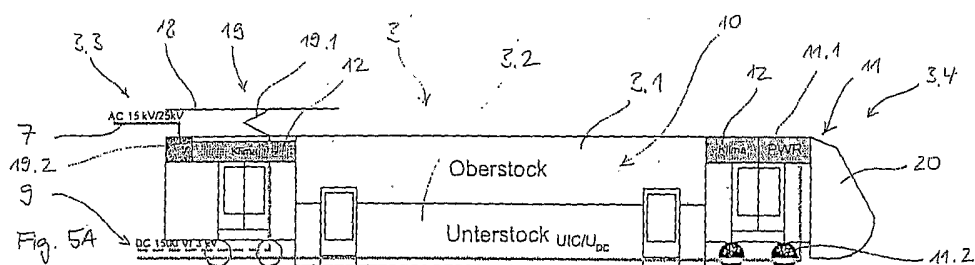 3.3 18 19 19.1 12 3 3.2 10 3.1 12 11.1 11 3.4
AC 15 kV/25kV
7
19.2 Klima Klima PWR
Oberstock 20
9
DC 1500 V/ 3 kV Unterstock UIC/U_DC
Fig. 5A 11.2